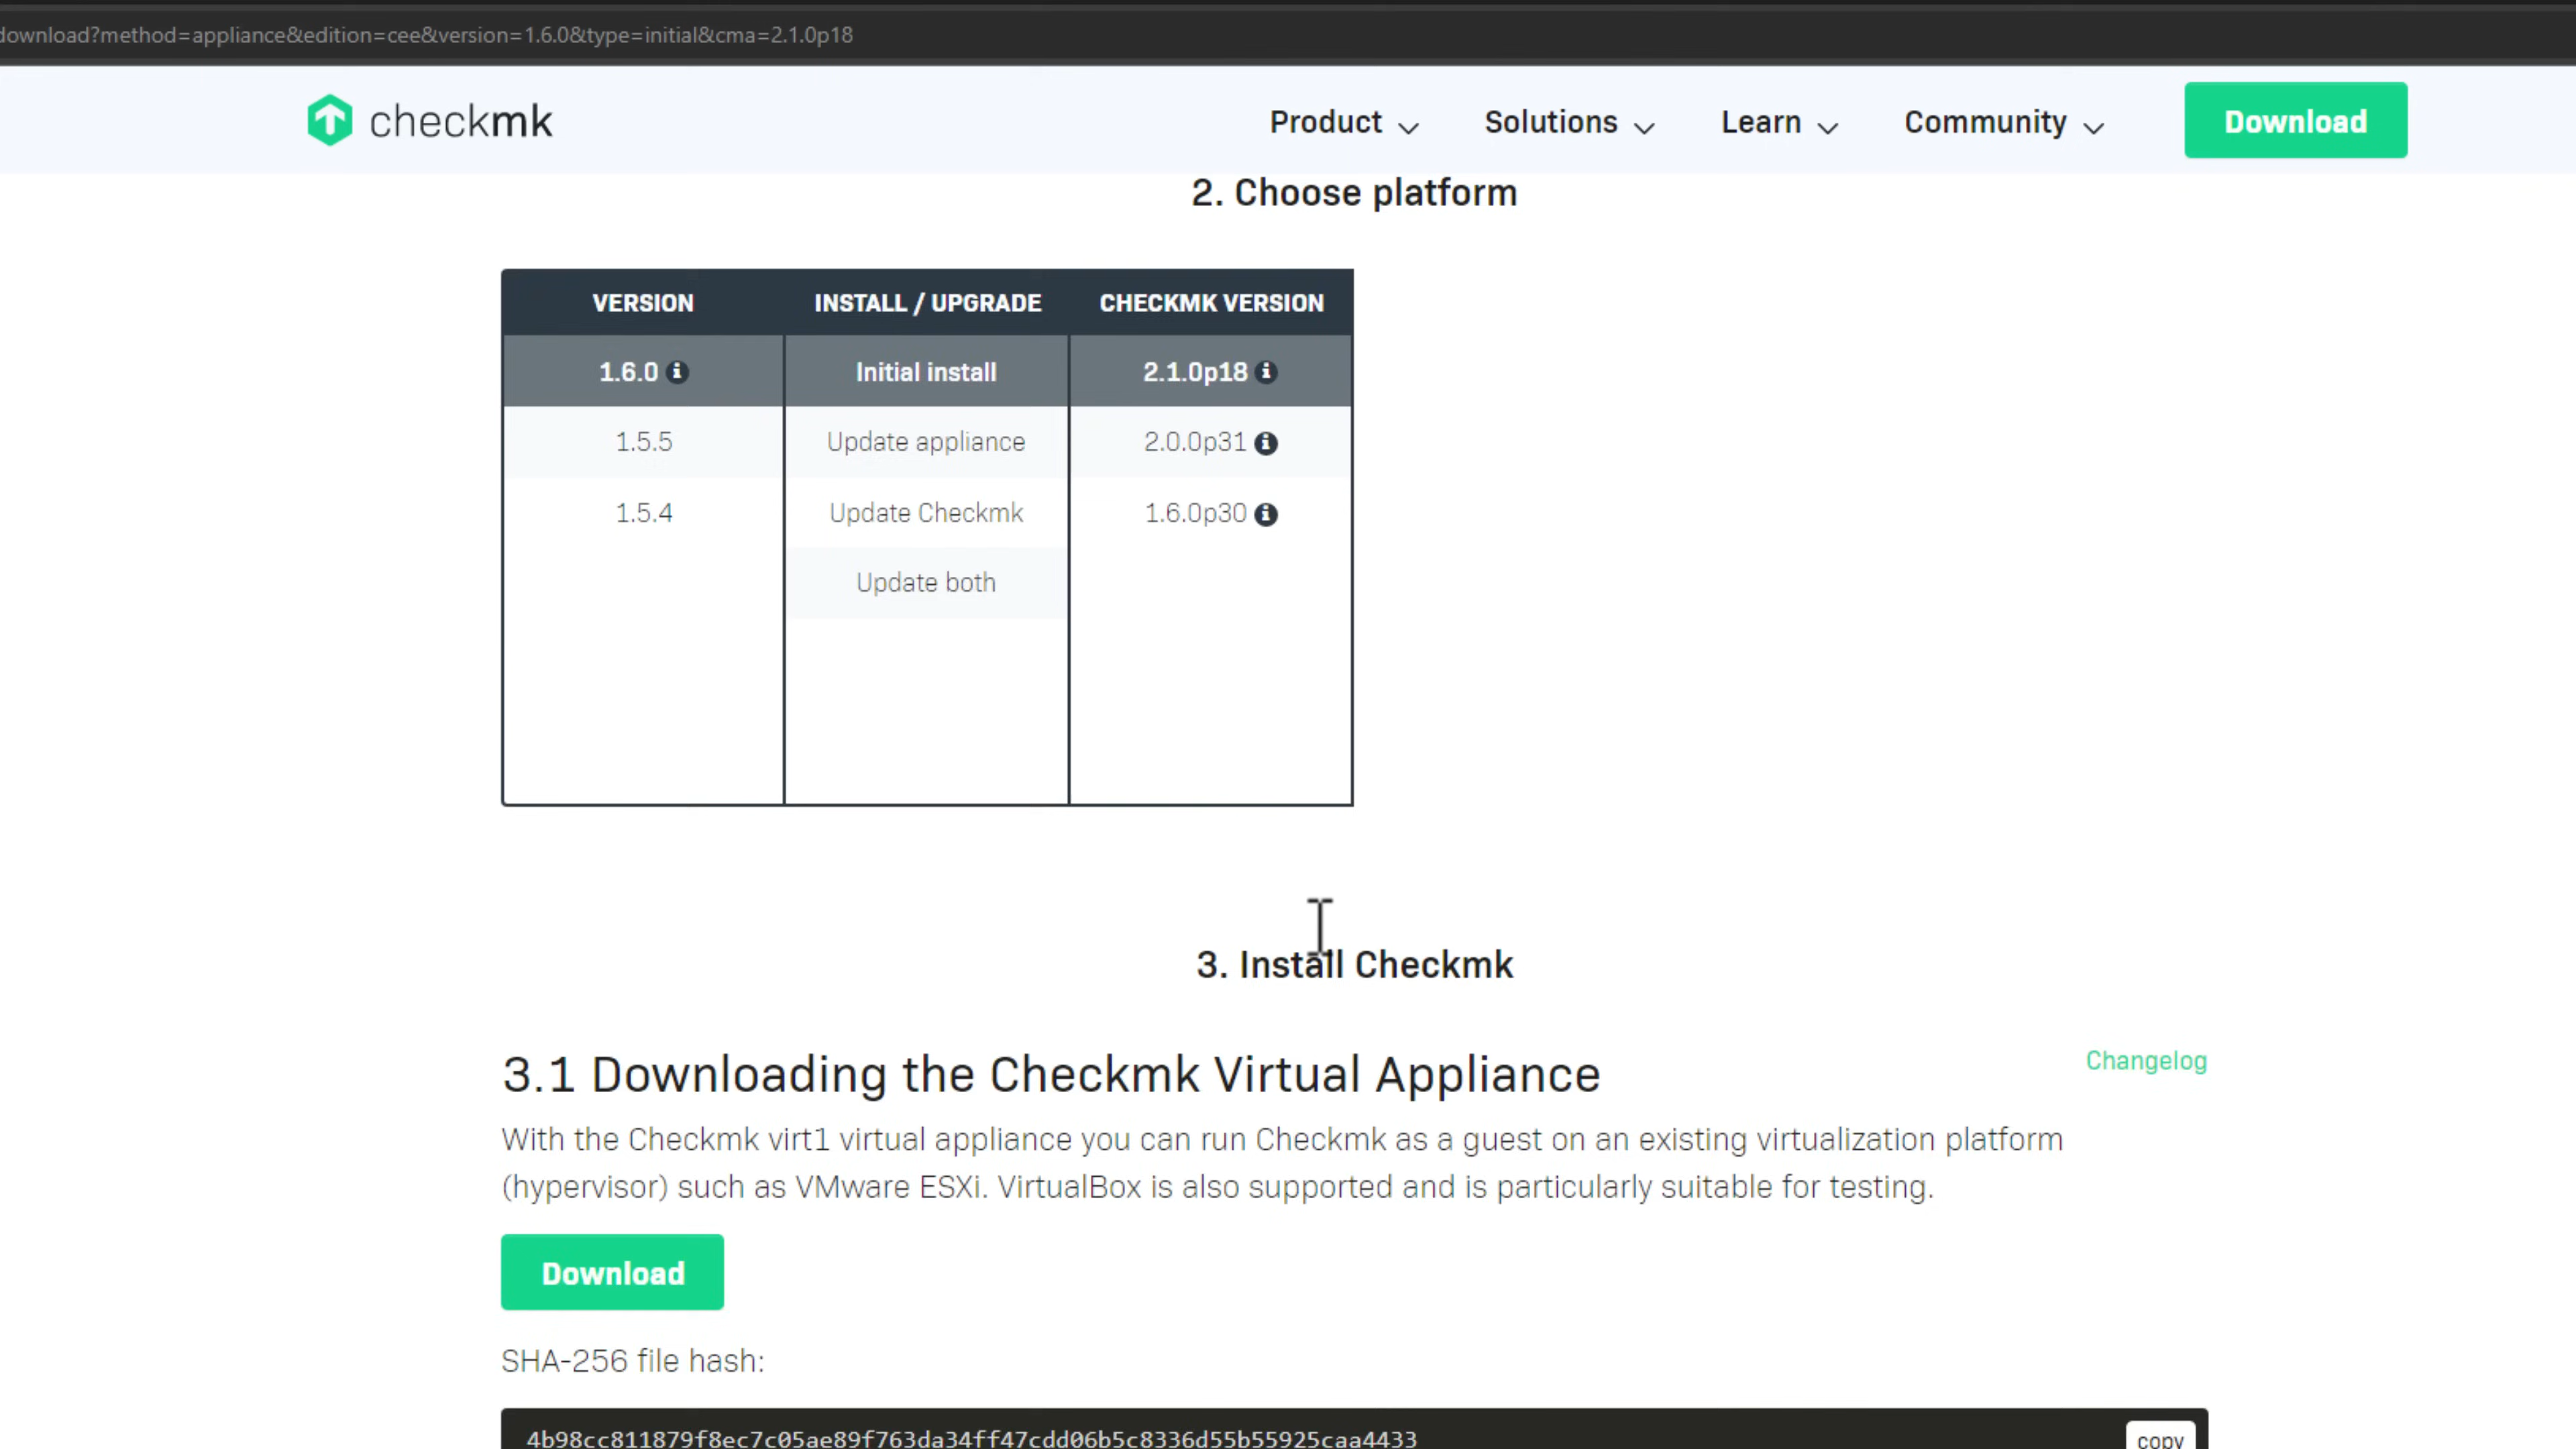 download?method=appliance&edition=cee&version=1.6.0&type=initial&cma=2.1.0p18
checkmk
Product
Solutions
Learn
Community
Download
2. Choose platform
VERSION INSTALL / UPGRADE CHECKMK VERSION
1.6.0 Initial install 2.1.0p18
1.5.5 Update appliance 2.0.0p31
1.5.4 Update Checkmk 1.6.0p30
Update both
3. Install Checkmk
3.1 Downloading the Checkmk Virtual Appliance
Changelog
With the Checkmk virt1 virtual appliance you can run Checkmk as a guest on an existing virtualization platform
(hypervisor) such as VMware ESXi. VirtualBox is also supported and is particularly suitable for testing.
Download
SHA-256 file hash:
4b98cc811879f8ec7c05ae89f763da34ff47cdd06b5c8336d55b55925caa4433
copy